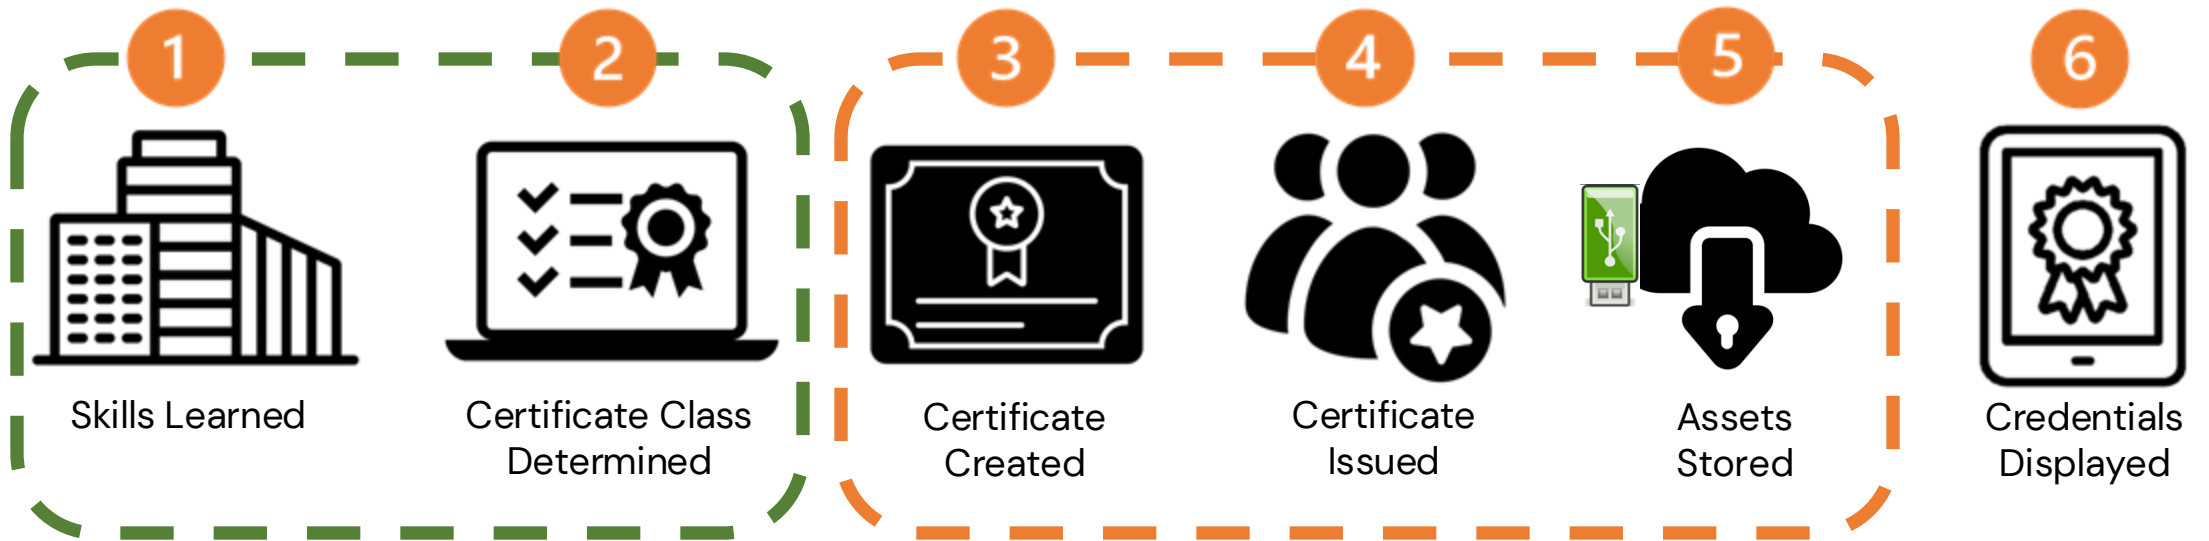 1
2
3
4
5
6
Skills Learned
Certificate Class
Determined
Certificate
Created
Certificate
Issued
Assets
Stored
Credentials
Displayed